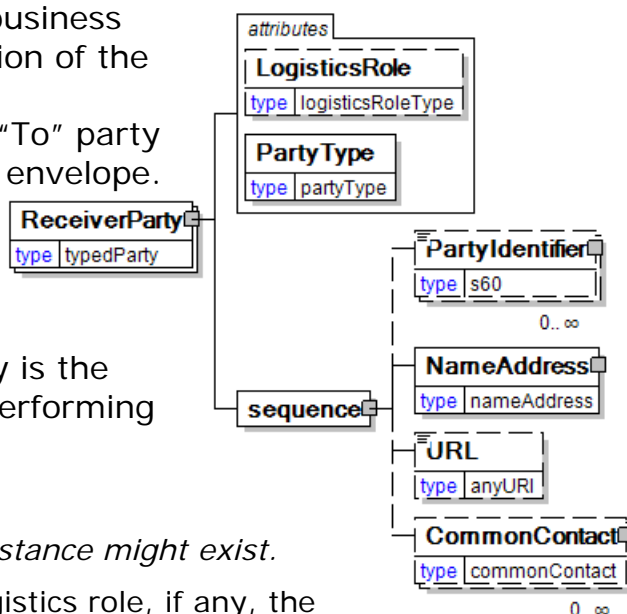 business
ion of the
“To” party
envelope.
y is the
erforming
stance might exist.
gistics role, if any, the
attributes
LogisticsRole
type logisticsRoleType
PartyType
type partyType
ReceiverParty
type typedParty
sequence
PartyIdentifier
type s60
0.. ∞
NameAddress
type nameAddress
URL
type anyURI
CommonContact
type commonContact
0.. ∞